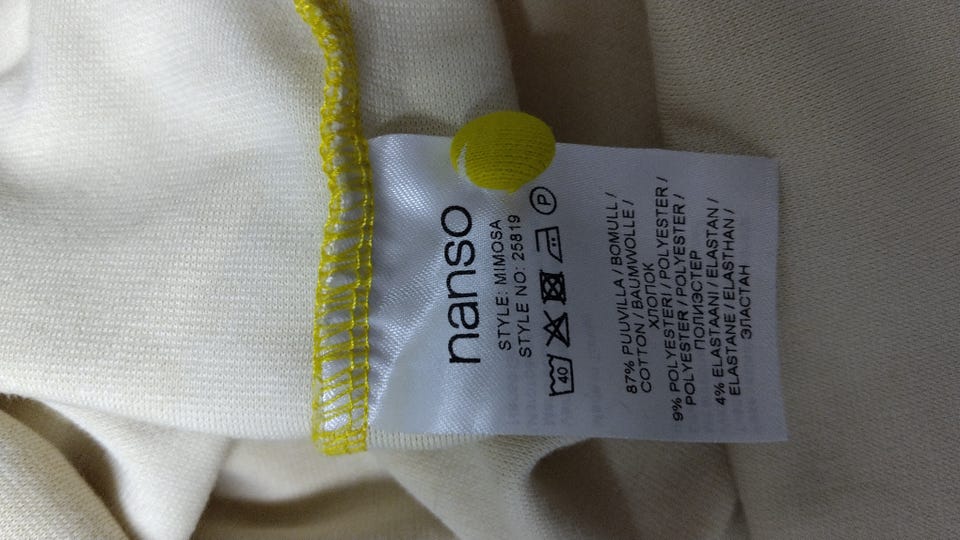 nanso
STYLE: MIMOSA
STYLE NO: 25819
40 P
87% PUUVILLA / BOMULL /
COTTON / BAUMWOLLE /
ХЛОПОК
9% POLYESTERI / POLYESTER /
POLYESTER / POLYESTER /
ПОЛИЭСТЕР
4% ELASTAANI / ELASTAN /
ELASTANE / ELASTHAN /
ЭЛАСТАН